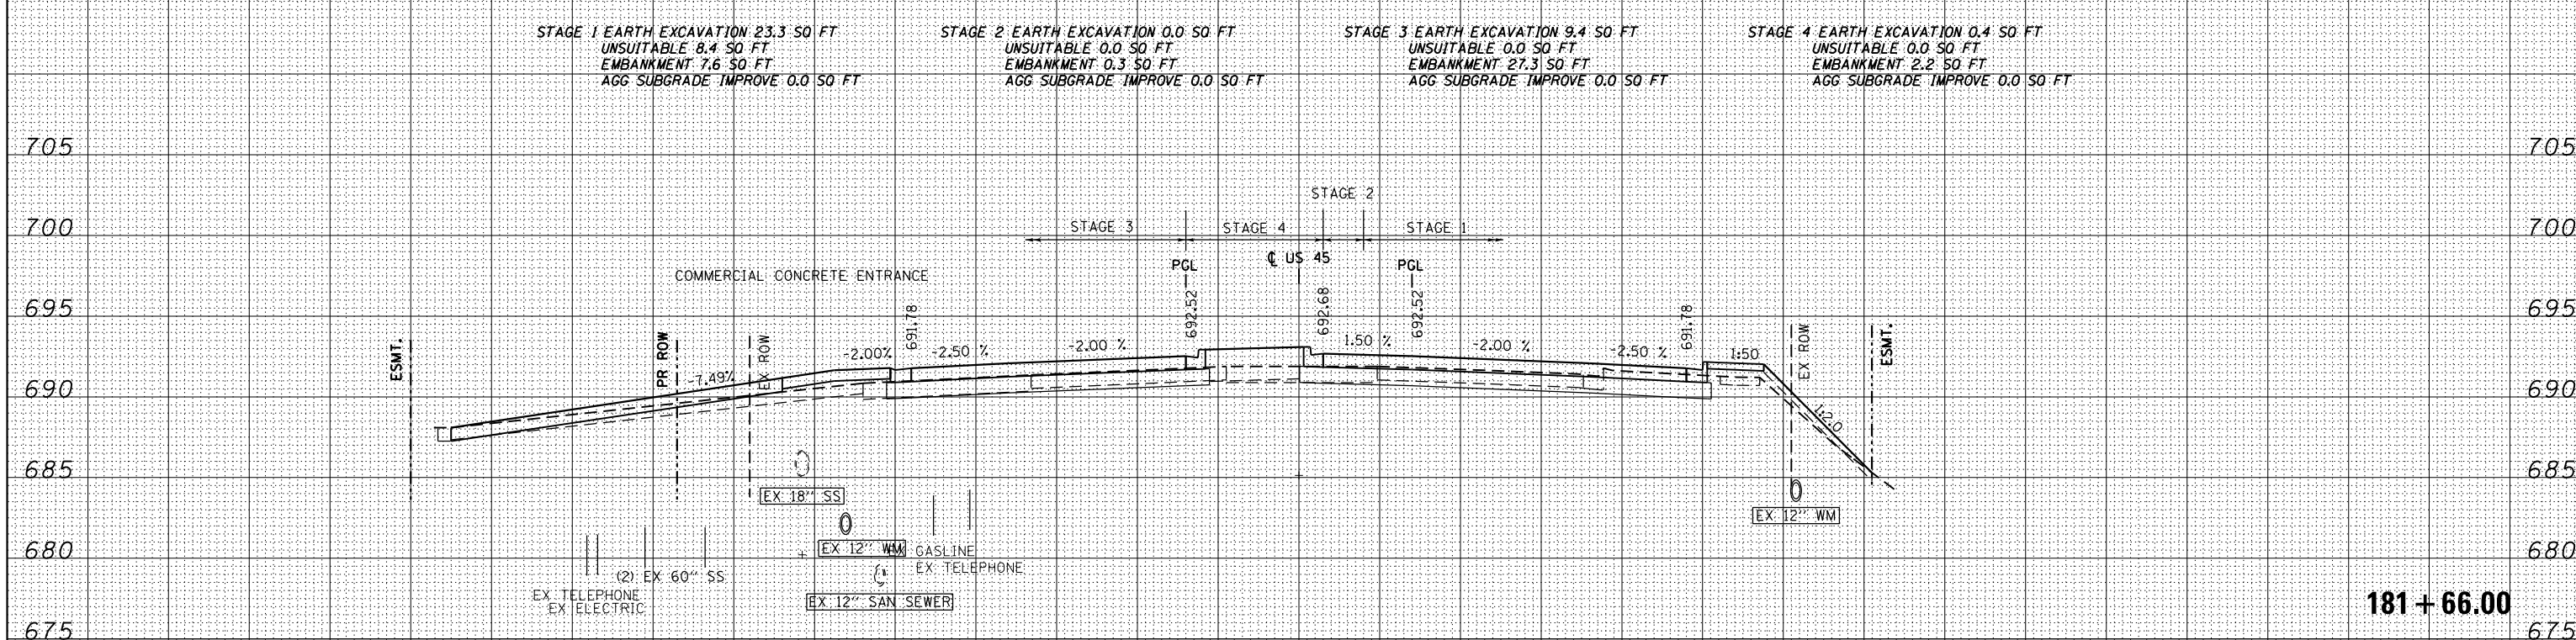 STAGE 1 EARTH EXCAVATION 23.3 SQ FT
UNSUITABLE 8.4 SQ FT
EMBANKMENT 7.6 SQ FT
AGG SUBGRADE IMPROVE 0.0 SQ FT
STAGE 2 EARTH EXCAVATION 0.0 SQ FT
UNSUITABLE 0.0 SQ FT
EMBANKMENT 0.3 SQ FT
AGG SUBGRADE IMPROVE 0.0 SQ FT
STAGE 3 EARTH EXCAVATION 9.4 SQ FT
UNSUITABLE 0.0 SQ FT
EMBANKMENT 27.3 SQ FT
AGG SUBGRADE IMPROVE 0.0 SQ FT
STAGE 4 EARTH EXCAVATION 0.4 SQ FT
UNSUITABLE 0.0 SQ FT
EMBANKMENT 2.2 SQ FT
AGG SUBGRADE IMPROVE 0.0 SQ FT
705
705
STAGE 2
700
STAGE 3
STAGE 4
STAGE 1
700
PGL
℄ US 45
PGL
COMMERCIAL CONCRETE ENTRANCE
695
691.78
692.52
692.68
692.52
691.78
695
ESMT.
PR ROW
EX ROW
-7.49%
-2.00%
-2.50 %
-2.00 %
1.50 %
-2.00 %
-2.50 %
1:50
EX ROW
ESMT.
690
690
1:2.0
685
685
EX 18'' SS
EX 12'' WM
680
EX 12'' WM
EX GASLINE
EX TELEPHONE
680
(2) EX 60'' SS
EX TELEPHONE
EX ELECTRIC
EX 12'' SAN SEWER
181 + 66.00
675
675